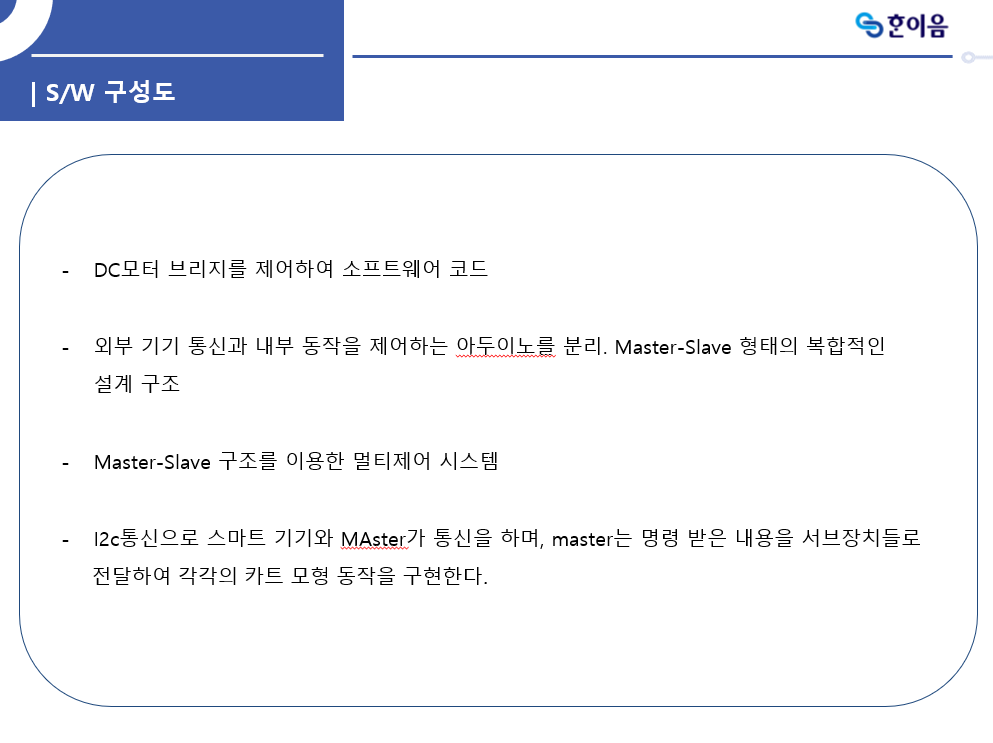 한이음
| S/W 구성도
- DC모터 브리지를 제어하여 소프트웨어 코드
- 외부 기기 통신과 내부 동작을 제어하는 아두이노를 분리. Master-Slave 형태의 복합적인
설계 구조
- Master-Slave 구조를 이용한 멀티제어 시스템
- I2c통신으로 스마트 기기와 MAster가 통신을 하며, master는 명령 받은 내용을 서브장치들로
전달하여 각각의 카트 모형 동작을 구현한다.